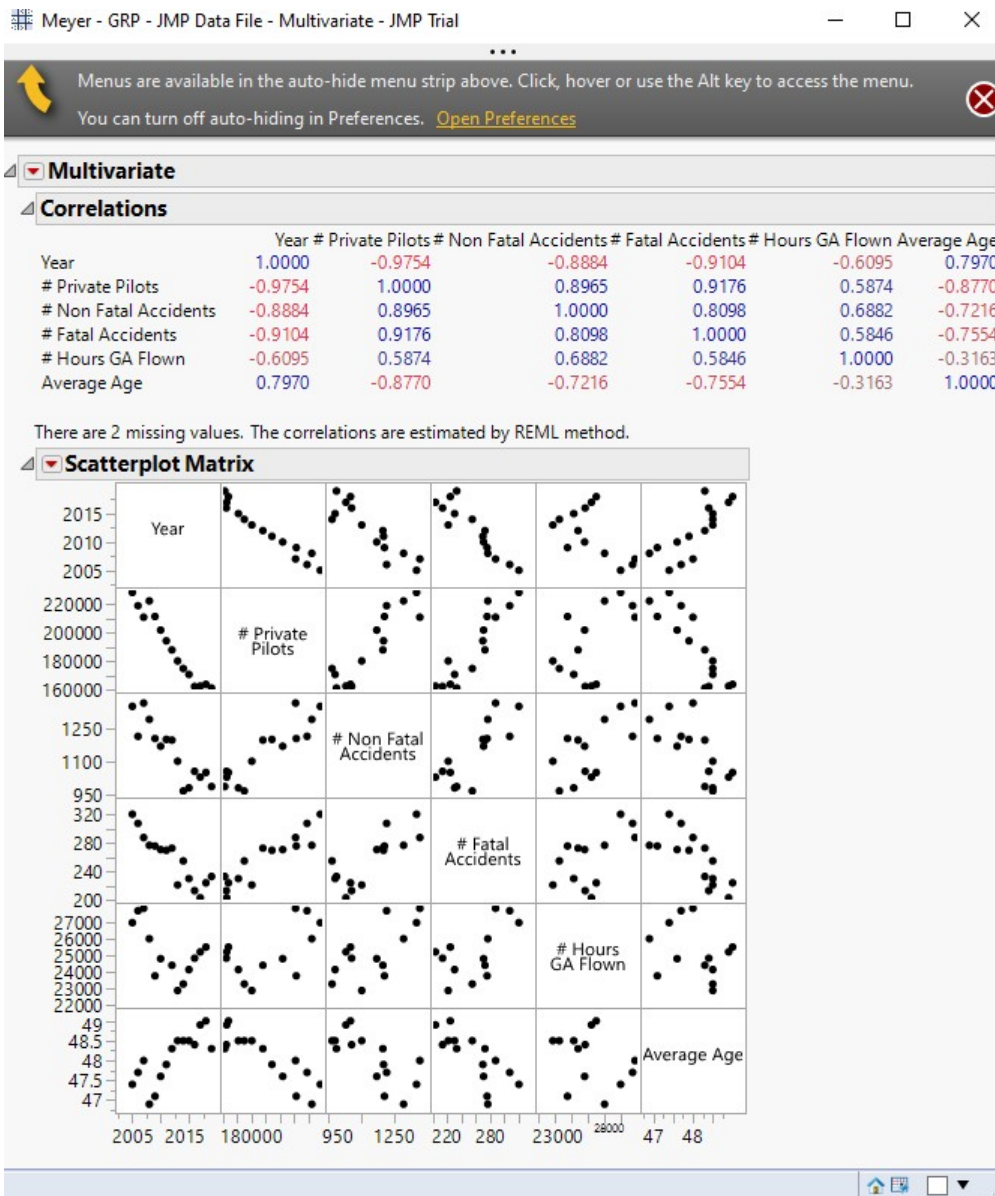 Meyer - GRP - JMP Data File - Multivariate - JMP Trial
Menus are available in the auto-hide menu strip above. Click, hover or use the Alt key to access the menu.
You can turn off auto-hiding in Preferences. Open Preferences
Multivariate
Correlations
Year # Private Pilots # Non Fatal Accidents # Fatal Accidents # Hours GA Flown Average Age
Year 1.0000 -0.9754 -0.8884 -0.9104 -0.6095 0.7970
# Private Pilots -0.9754 1.0000 0.8965 0.9176 0.5874 -0.8770
# Non Fatal Accidents -0.8884 0.8965 1.0000 0.8098 0.6882 -0.7216
# Fatal Accidents -0.9104 0.9176 0.8098 1.0000 0.5846 -0.7554
# Hours GA Flown -0.6095 0.5874 0.6882 0.5846 1.0000 -0.3163
Average Age 0.7970 -0.8770 -0.7216 -0.7554 -0.3163 1.0000
There are 2 missing values. The correlations are estimated by REML method.
Scatterplot Matrix
2015
Year
2010
2005
220000
200000
# Private
Pilots
180000
160000
1250
# Non Fatal
Accidents
1100
950
320
280
# Fatal
Accidents
240
200
27000
26000
25000
# Hours
GA Flown
24000
23000
22000
49
48.5
48
Average Age
47.5
47
2005 2015 180000 950 1250 220 280 23000 28000 47 48